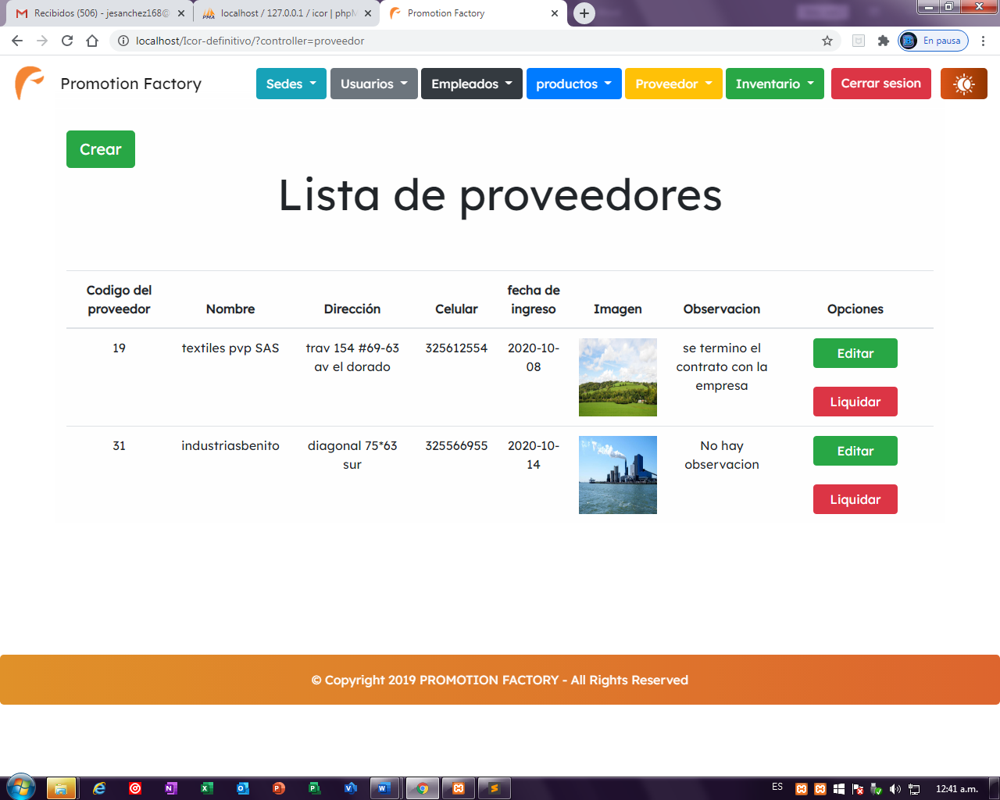 Recibidos (506) - jesanchez168@
localhost / 127.0.0.1 / icor | phpM
Promotion Factory
localhost/Icor-definitivo/?controller=proveedor
En pausa
Promotion Factory
Sedes
Usuarios
Empleados
productos
Proveedor
Inventario
Cerrar sesion
Crear
Lista de proveedores
Codigo del proveedor
Nombre
Dirección
Celular
fecha de ingreso
Imagen
Observacion
Opciones
19
textiles pvp SAS
trav 154 #69-63
av el dorado
325612554
2020-10-
08
se termino el
contrato con la
empresa
Editar
Liquidar
31
industriasbenito
diagonal 75*63
sur
325566955
2020-10-
14
No hay
observacion
Editar
Liquidar
© Copyright 2019 PROMOTION FACTORY - All Rights Reserved
ES
12:41 a.m.